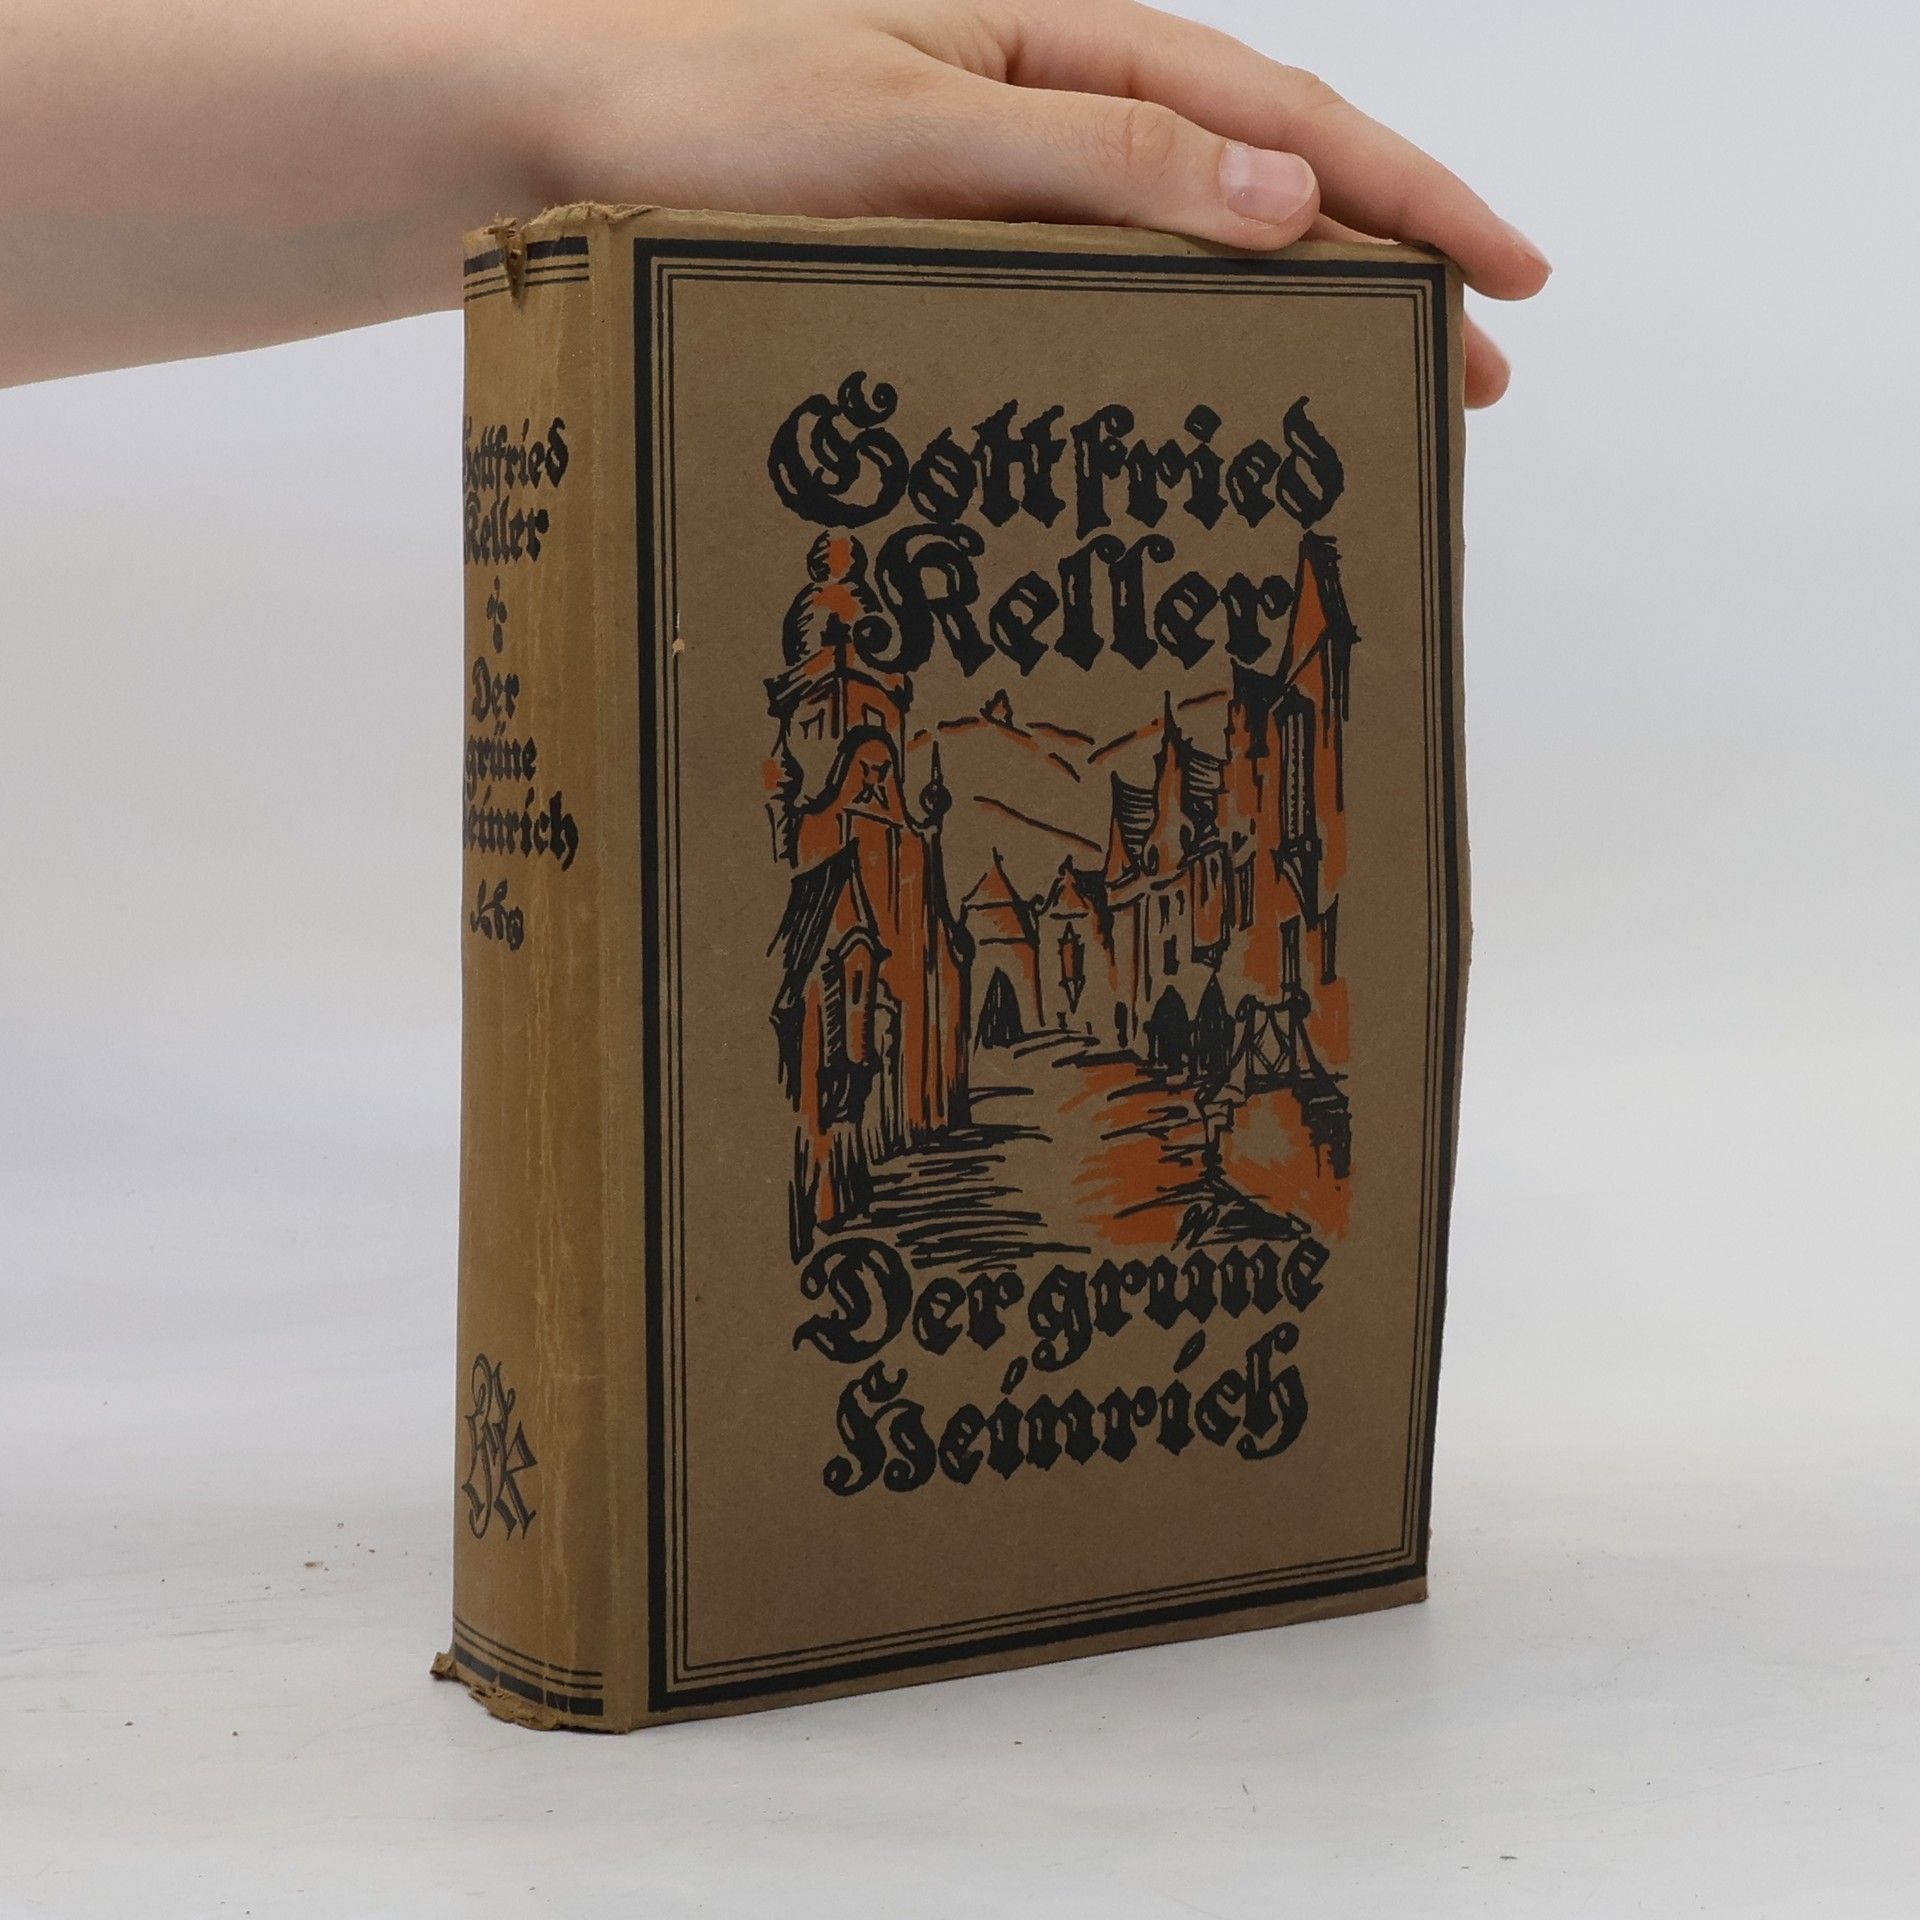 Gottfried
Keller
Der grüne
Heinrich
Gottfried
Keller
Der
grüne
Heinrich